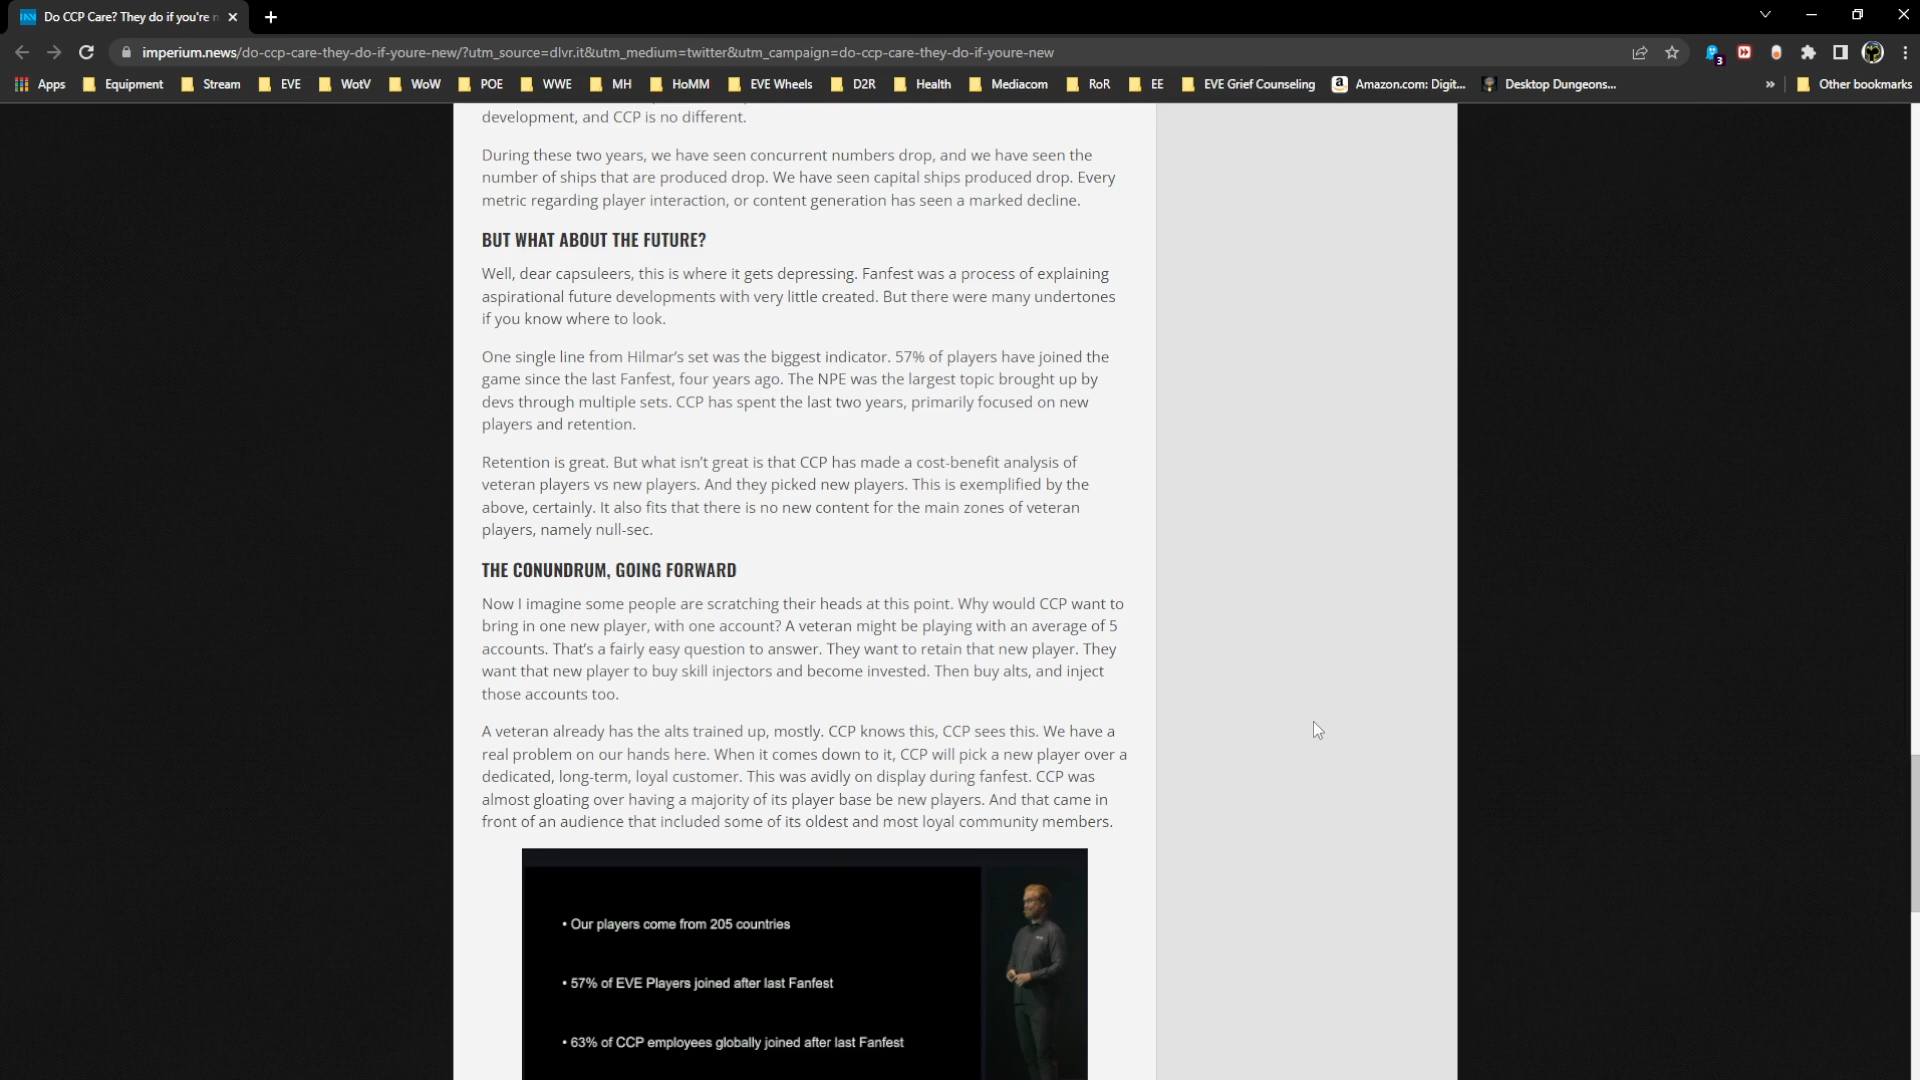 Do CCP Care? They do if you're n
imperium.news/do-ccp-care-they-do-if-youre-new/?utm_source=dlvr.it&utm_medium=twitter&utm_campaign=do-ccp-care-they-do-if-youre-new
3
Apps Equipment Stream EVE WotV WoW POE WWE MH HoMM EVE Wheels D2R Health Mediacom RoR EE EVE Grief Counseling Amazon.com: Digit... Desktop Dungeons... » Other bookmarks
development, and CCP is no different.
During these two years, we have seen concurrent numbers drop, and we have seen the
number of ships that are produced drop. We have seen capital ships produced drop. Every
metric regarding player interaction, or content generation has seen a marked decline.
BUT WHAT ABOUT THE FUTURE?
Well, dear capsuleers, this is where it gets depressing. Fanfest was a process of explaining
aspirational future developments with very little created. But there were many undertones
if you know where to look.
One single line from Hilmar's set was the biggest indicator. 57% of players have joined the
game since the last Fanfest, four years ago. The NPE was the largest topic brought up by
devs through multiple sets. CCP has spent the last two years, primarily focused on new
players and retention.
Retention is great. But what isn't great is that CCP has made a cost-benefit analysis of
veteran players vs new players. And they picked new players. This is exemplified by the
above, certainly. It also fits that there is no new content for the main zones of veteran
players, namely null-sec.
THE CONUNDRUM, GOING FORWARD
Now I imagine some people are scratching their heads at this point. Why would CCP want to
bring in one new player, with one account? A veteran might be playing with an average of 5
accounts. That's a fairly easy question to answer. They want to retain that new player. They
want that new player to buy skill injectors and become invested. Then buy alts, and inject
those accounts too.
A veteran already has the alts trained up, mostly. CCP knows this, CCP sees this. We have a
real problem on our hands here. When it comes down to it, CCP will pick a new player over a
dedicated, long-term, loyal customer. This was avidly on display during fanfest. CCP was
almost gloating over having a majority of its player base be new players. And that came in
front of an audience that included some of its oldest and most loyal community members.
• Our players come from 205 countries
• 57% of EVE Players joined after last Fanfest
• 63% of CCP employees globally joined after last Fanfest